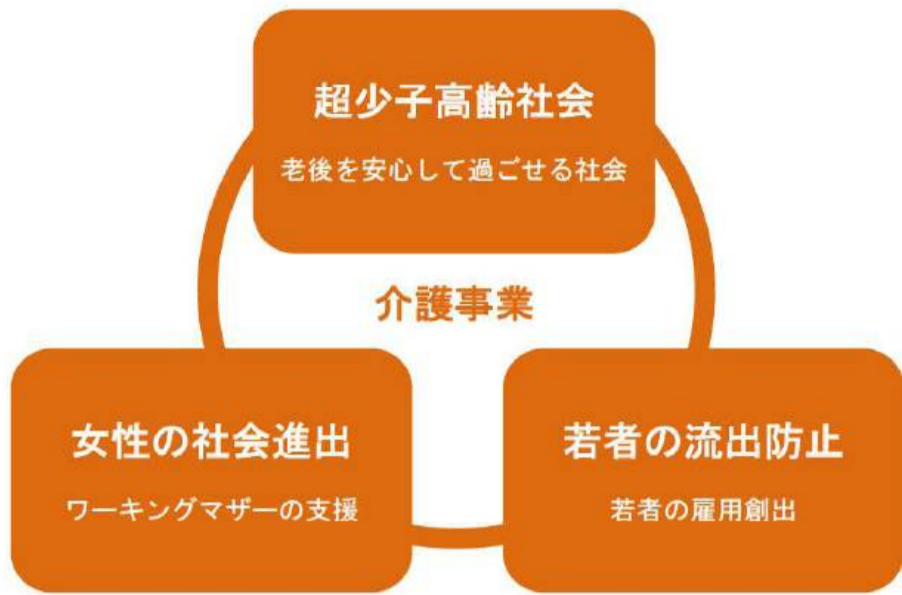 超少子高齢社会
老後を安心して過ごせる社会
介護事業
女性の社会進出
ワーキングマザーの支援
若者の流出防止
若者の雇用創出